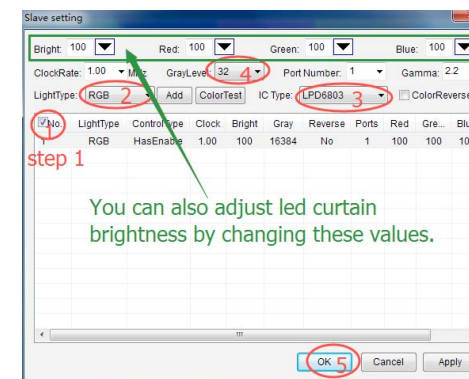 Slave setting
Bright: 100 Red: 100 Green: 100 Blue: 100
ClockRate: 1.00 MHz GrayLevel: 32 4 Port Number: 1 Gamma: 2.2
LightType: RGB 2 Add ColorTest IC Type: LPD6803 3 ColorReverse
1 No. LightType ControlType Clock Bright Gray Reverse Ports Red Gre... Blu
1 RGB HasEnable 1.00 100 16384 No 1 100 100 10
step 1
You can also adjust led curtain
brightness by changing these values.
OK 5 Cancel Apply